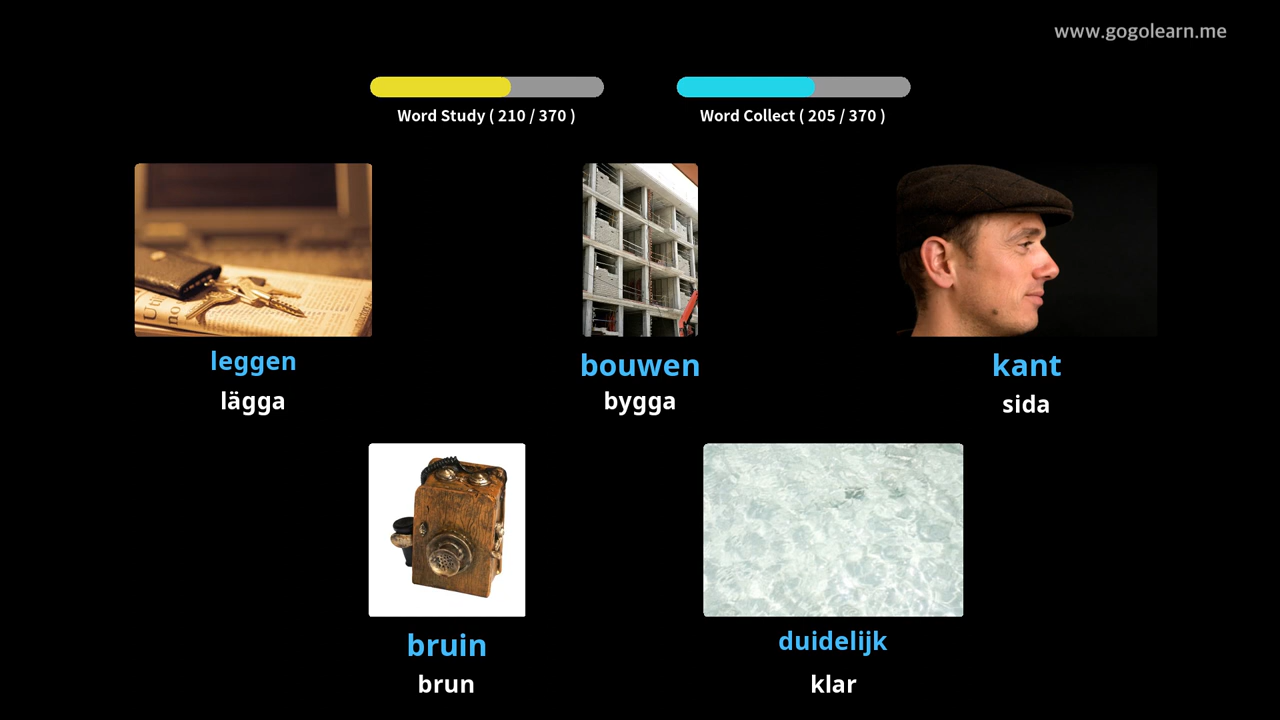 www.gogolearn.me
Word Study ( 210 / 370 )
Word Collect ( 205 / 370 )
leggen
lägga
bouwen
bygga
kant
sida
bruin
brun
duidelijk
klar